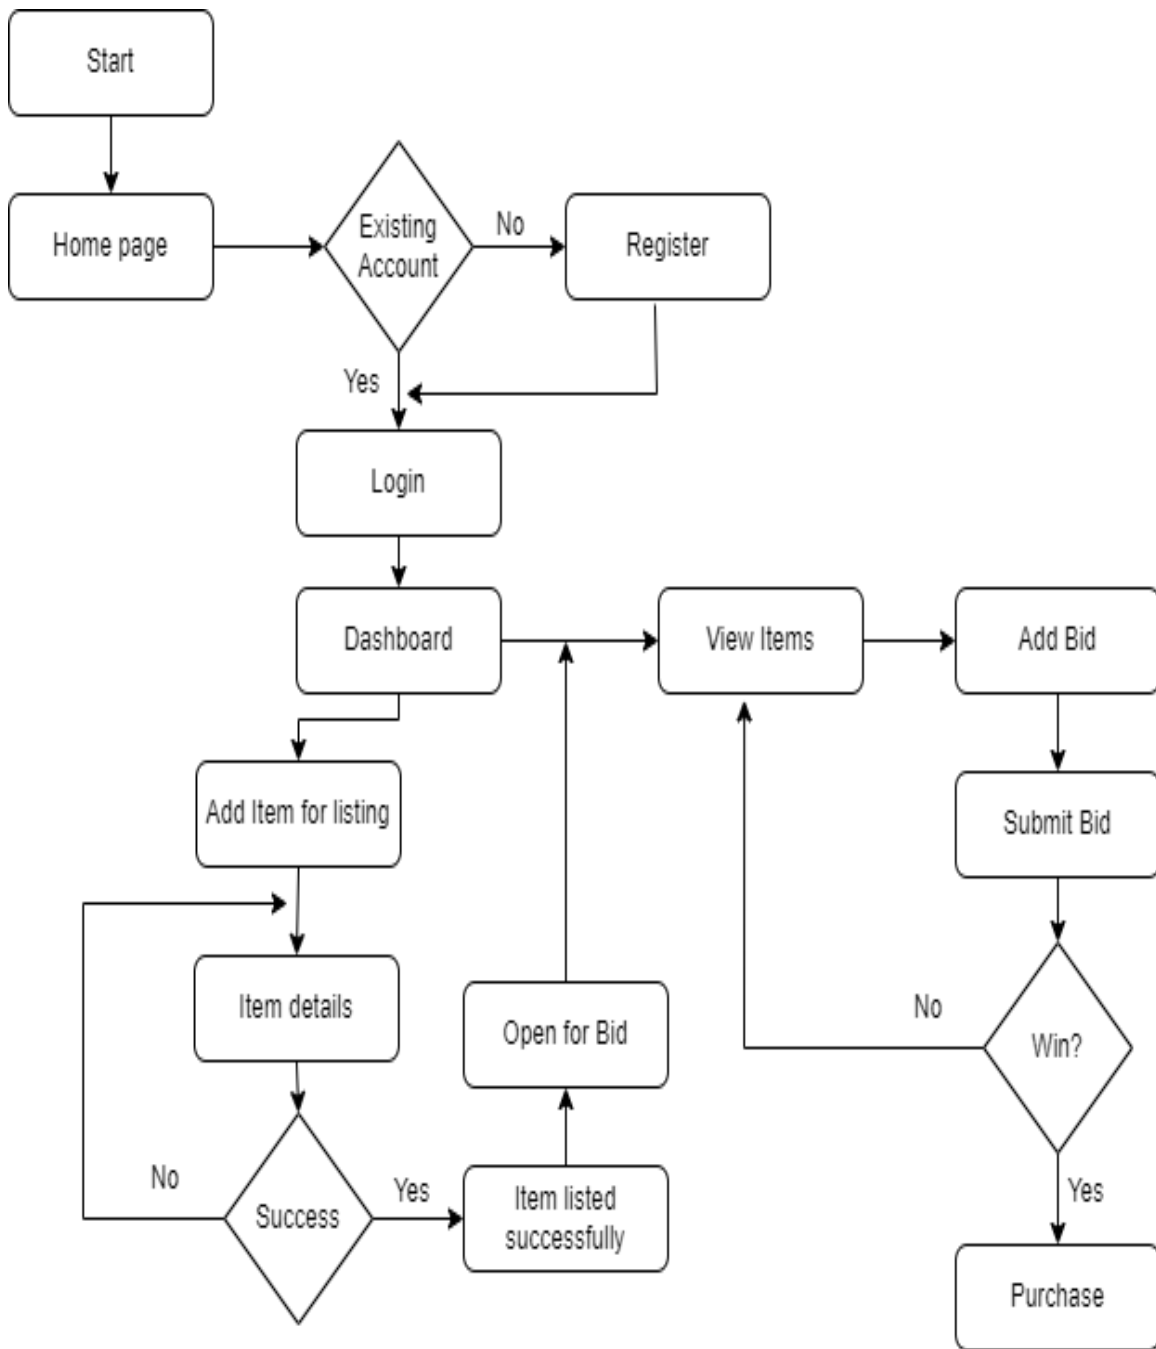 Start
Home page
Existing
Account
No
Register
Yes
Login
Dashboard
View Items
Add Bid
Add Item for listing
Submit Bid
Item details
Open for Bid
No
Win?
No
Success
Yes
Item listed
successfully
Yes
Purchase